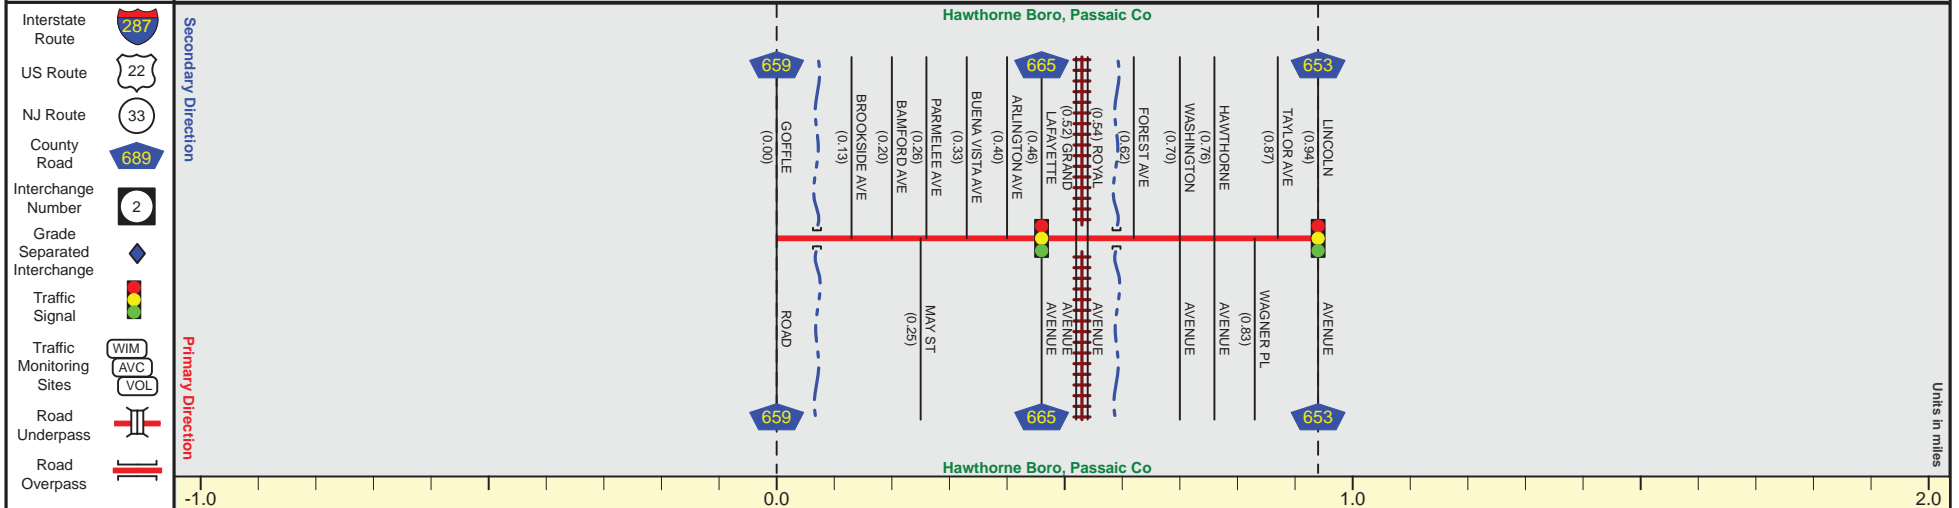 Interstate
Route
287
US Route
22
NJ Route
33
County
Road
689
Interchange
Number
2
Grade
Separated
Interchange
Traffic
Signal
Traffic
Monitoring
Sites
WIM
AVC
VOL
Road
Underpass
Road
Overpass
Secondary Direction
Primary Direction
Hawthorne Boro, Passaic Co
659
665
653
GOFFLE
(0.00)
BROOKSIDE AVE
(0.13)
BAMFORD AVE
(0.20)
PARMELEE AVE
(0.26)
BUENA VISTA AVE
(0.33)
ARLINGTON AVE
(0.40)
LAFAYETTE
(0.46)
(0.52) GRAND
(0.54) ROYAL
FOREST AVE
(0.62)
WASHINGTON
(0.70)
HAWTHORNE
(0.76)
TAYLOR AVE
(0.87)
LINCOLN
(0.94)
ROAD
MAY ST
(0.25)
AVENUE
AVENUE
AVENUE
AVENUE
AVENUE
WAGNER PL
(0.83)
AVENUE
659
665
653
Hawthorne Boro, Passaic Co
Units in miles
-1.0
0.0
1.0
2.0